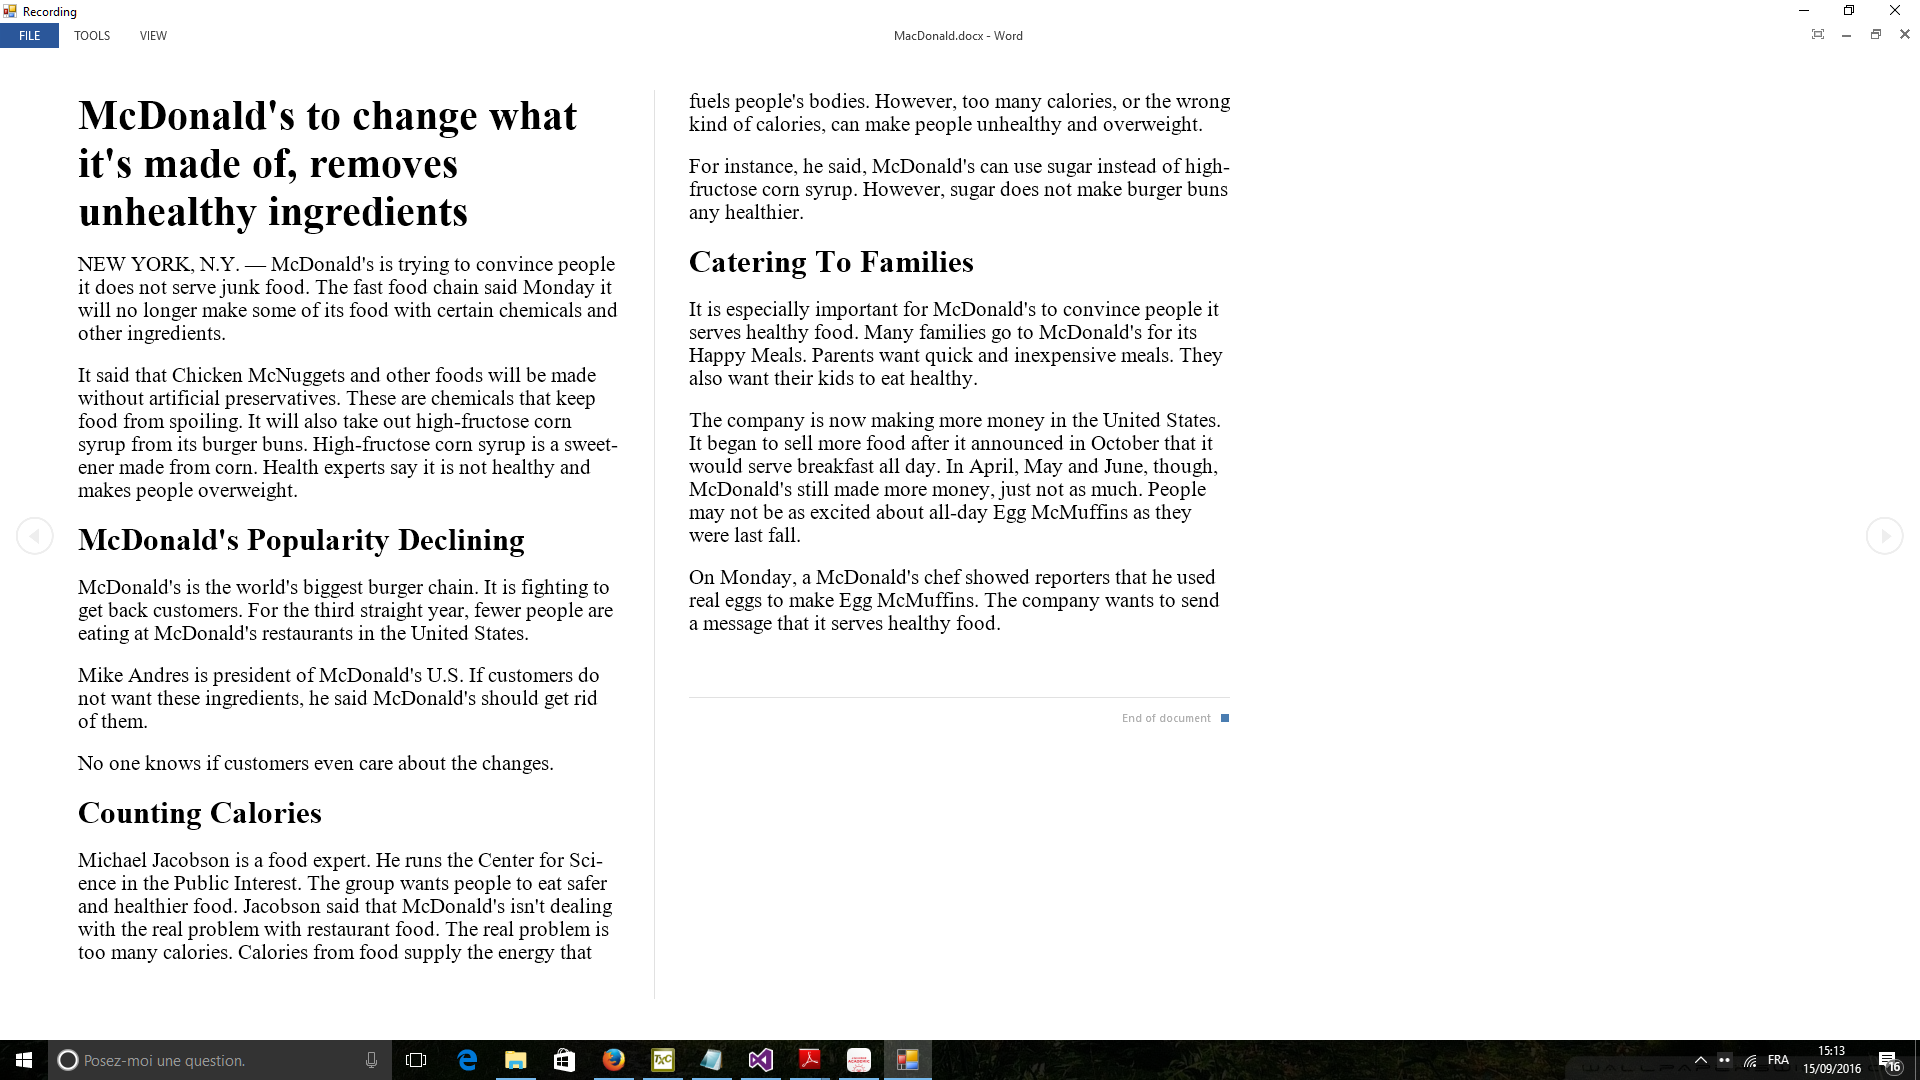 Recording
FILE TOOLS VIEW MacDonald.docx - Word
McDonald's to change what
it's made of, removes
unhealthy ingredients
NEW YORK, N.Y. — McDonald's is trying to convince people
it does not serve junk food. The fast food chain said Monday it
will no longer make some of its food with certain chemicals and
other ingredients.
It said that Chicken McNuggets and other foods will be made
without artificial preservatives. These are chemicals that keep
food from spoiling. It will also take out high-fructose corn
syrup from its burger buns. High-fructose corn syrup is a sweet-
ener made from corn. Health experts say it is not healthy and
makes people overweight.
McDonald's Popularity Declining
McDonald's is the world's biggest burger chain. It is fighting to
get back customers. For the third straight year, fewer people are
eating at McDonald's restaurants in the United States.
Mike Andres is president of McDonald's U.S. If customers do
not want these ingredients, he said McDonald's should get rid
of them.
No one knows if customers even care about the changes.
Counting Calories
Michael Jacobson is a food expert. He runs the Center for Sci-
ence in the Public Interest. The group wants people to eat safer
and healthier food. Jacobson said that McDonald's isn't dealing
with the real problem with restaurant food. The real problem is
too many calories. Calories from food supply the energy that
fuels people's bodies. However, too many calories, or the wrong
kind of calories, can make people unhealthy and overweight.
For instance, he said, McDonald's can use sugar instead of high-
fructose corn syrup. However, sugar does not make burger buns
any healthier.
Catering To Families
It is especially important for McDonald's to convince people it
serves healthy food. Many families go to McDonald's for its
Happy Meals. Parents want quick and inexpensive meals. They
also want their kids to eat healthy.
The company is now making more money in the United States.
It began to sell more food after it announced in October that it
would serve breakfast all day. In April, May and June, though,
McDonald's still made more money, just not as much. People
may not be as excited about all-day Egg McMuffins as they
were last fall.
On Monday, a McDonald's chef showed reporters that he used
real eggs to make Egg McMuffins. The company wants to send
a message that it serves healthy food.
End of document
Posez-moi une question.
TXC
FRA
15:13
15/09/2016
16